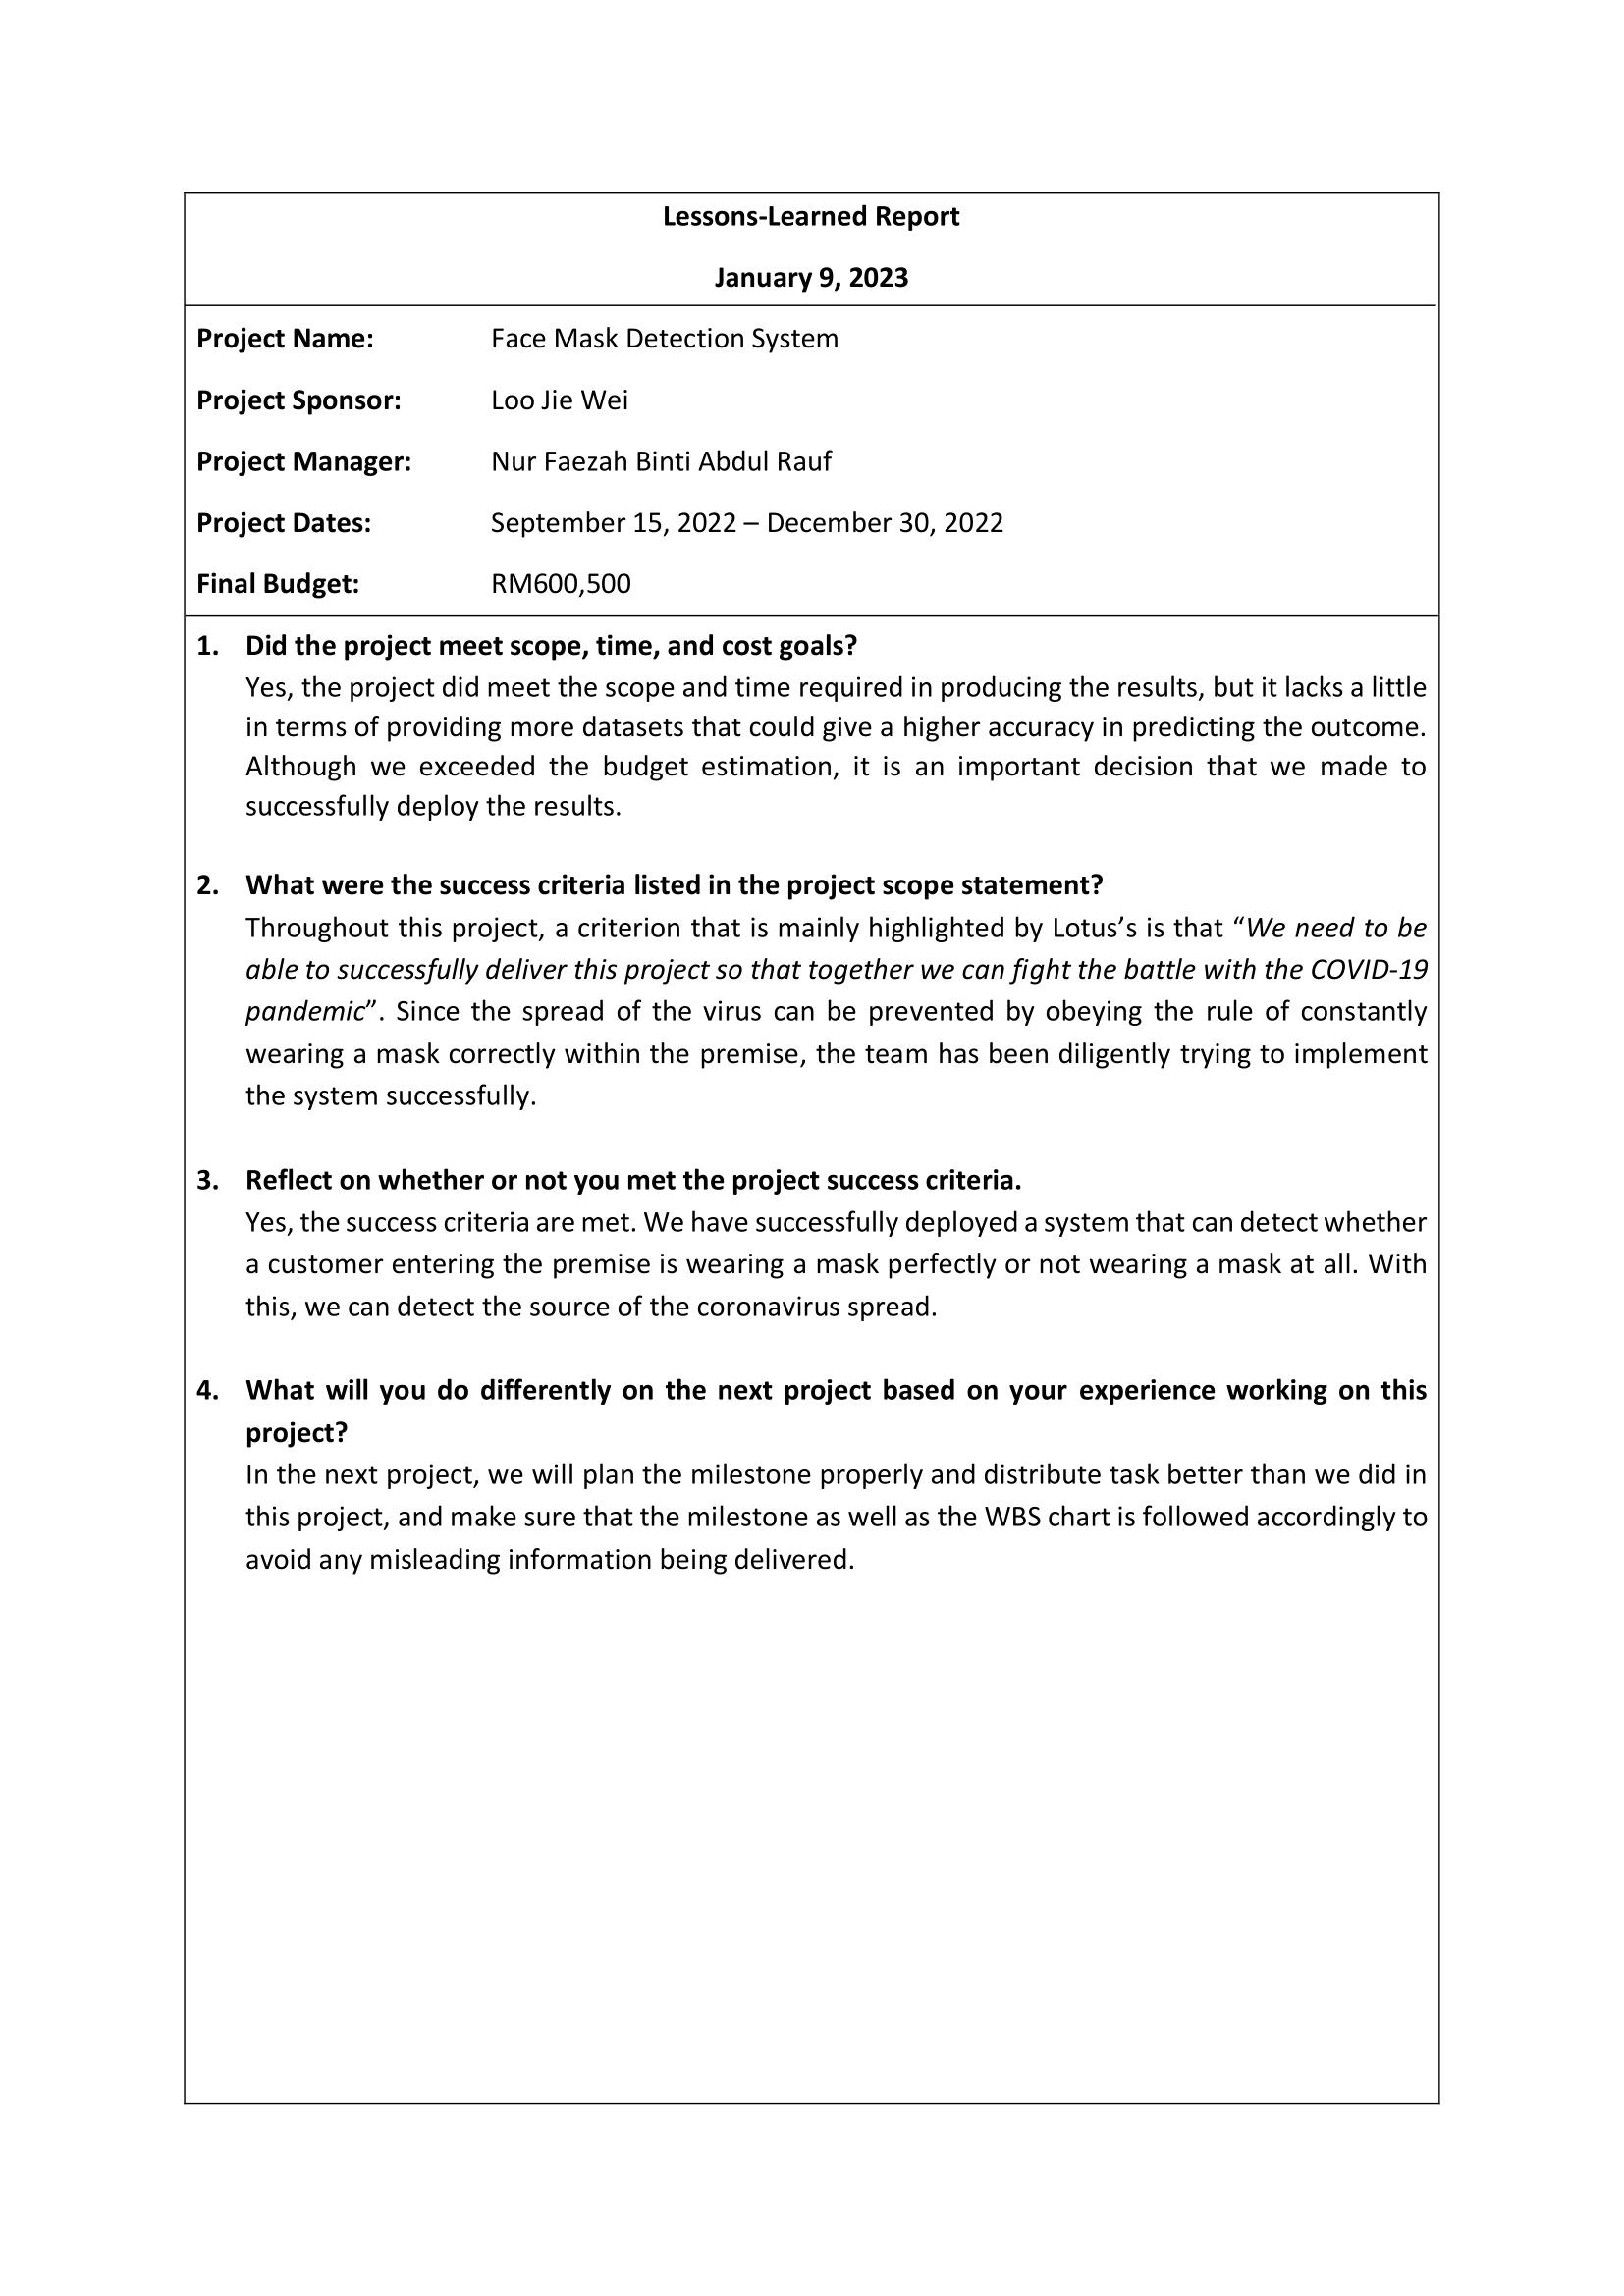 Lessons-Learned Report
January 9, 2023
Project Name: Face Mask Detection System
Project Sponsor: Loo Jie Wei
Project Manager: Nur Faezah Binti Abdul Rauf
Project Dates: September 15, 2022 – December 30, 2022
Final Budget: RM600,500
1. Did the project meet scope, time, and cost goals?
Yes, the project did meet the scope and time required in producing the results, but it lacks a little
in terms of providing more datasets that could give a higher accuracy in predicting the outcome.
Although we exceeded the budget estimation, it is an important decision that we made to
successfully deploy the results.
2. What were the success criteria listed in the project scope statement?
Throughout this project, a criterion that is mainly highlighted by Lotus’s is that “We need to be
able to successfully deliver this project so that together we can fight the battle with the COVID-19
pandemic”. Since the spread of the virus can be prevented by obeying the rule of constantly
wearing a mask correctly within the premise, the team has been diligently trying to implement
the system successfully.
3. Reflect on whether or not you met the project success criteria.
Yes, the success criteria are met. We have successfully deployed a system that can detect whether
a customer entering the premise is wearing a mask perfectly or not wearing a mask at all. With
this, we can detect the source of the coronavirus spread.
4. What will you do differently on the next project based on your experience working on this
project?
In the next project, we will plan the milestone properly and distribute task better than we did in
this project, and make sure that the milestone as well as the WBS chart is followed accordingly to
avoid any misleading information being delivered.